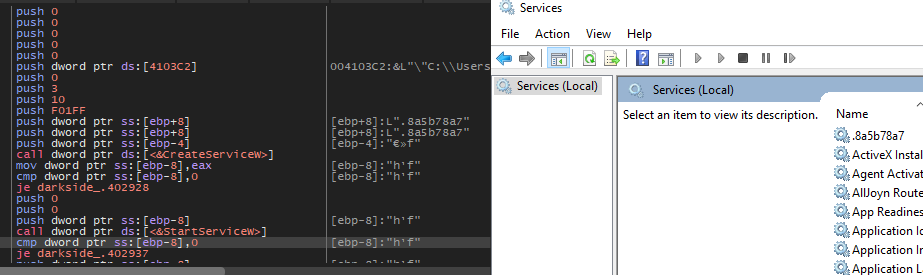 push 0
push 0
push 0
push 0
push 0
push dword ptr ds:[4103C2] 004103C2:&L"\"C:\\Users
push 0
push 3
push 10
push F01FF
push dword ptr ss:[ebp+8] [ebp+8]:L".8a5b78a7"
push dword ptr ss:[ebp+8] [ebp+8]:L".8a5b78a7"
push dword ptr ss:[ebp-4] [ebp-4]:"€»f"
call dword ptr ds:[<&CreateServiceW>]
mov dword ptr ss:[ebp-8],eax [ebp-8]:"h¹f"
cmp dword ptr ss:[ebp-8],0 [ebp-8]:"h¹f"
je darkside_.402928
push 0
push 0
push dword ptr ss:[ebp-8] [ebp-8]:"h¹f"
call dword ptr ds:[<&StartServiceW>]
cmp dword ptr ss:[ebp-8],0 [ebp-8]:"h¹f"
je darkside_.402937
Services
File Action View Help
Services (Local)
Services (Local)
Select an item to view its description.
Name
.8a5b78a7
ActiveX Instal
Agent Activat
AllJoyn Route
App Readines
Application Ic
Application In
Application L